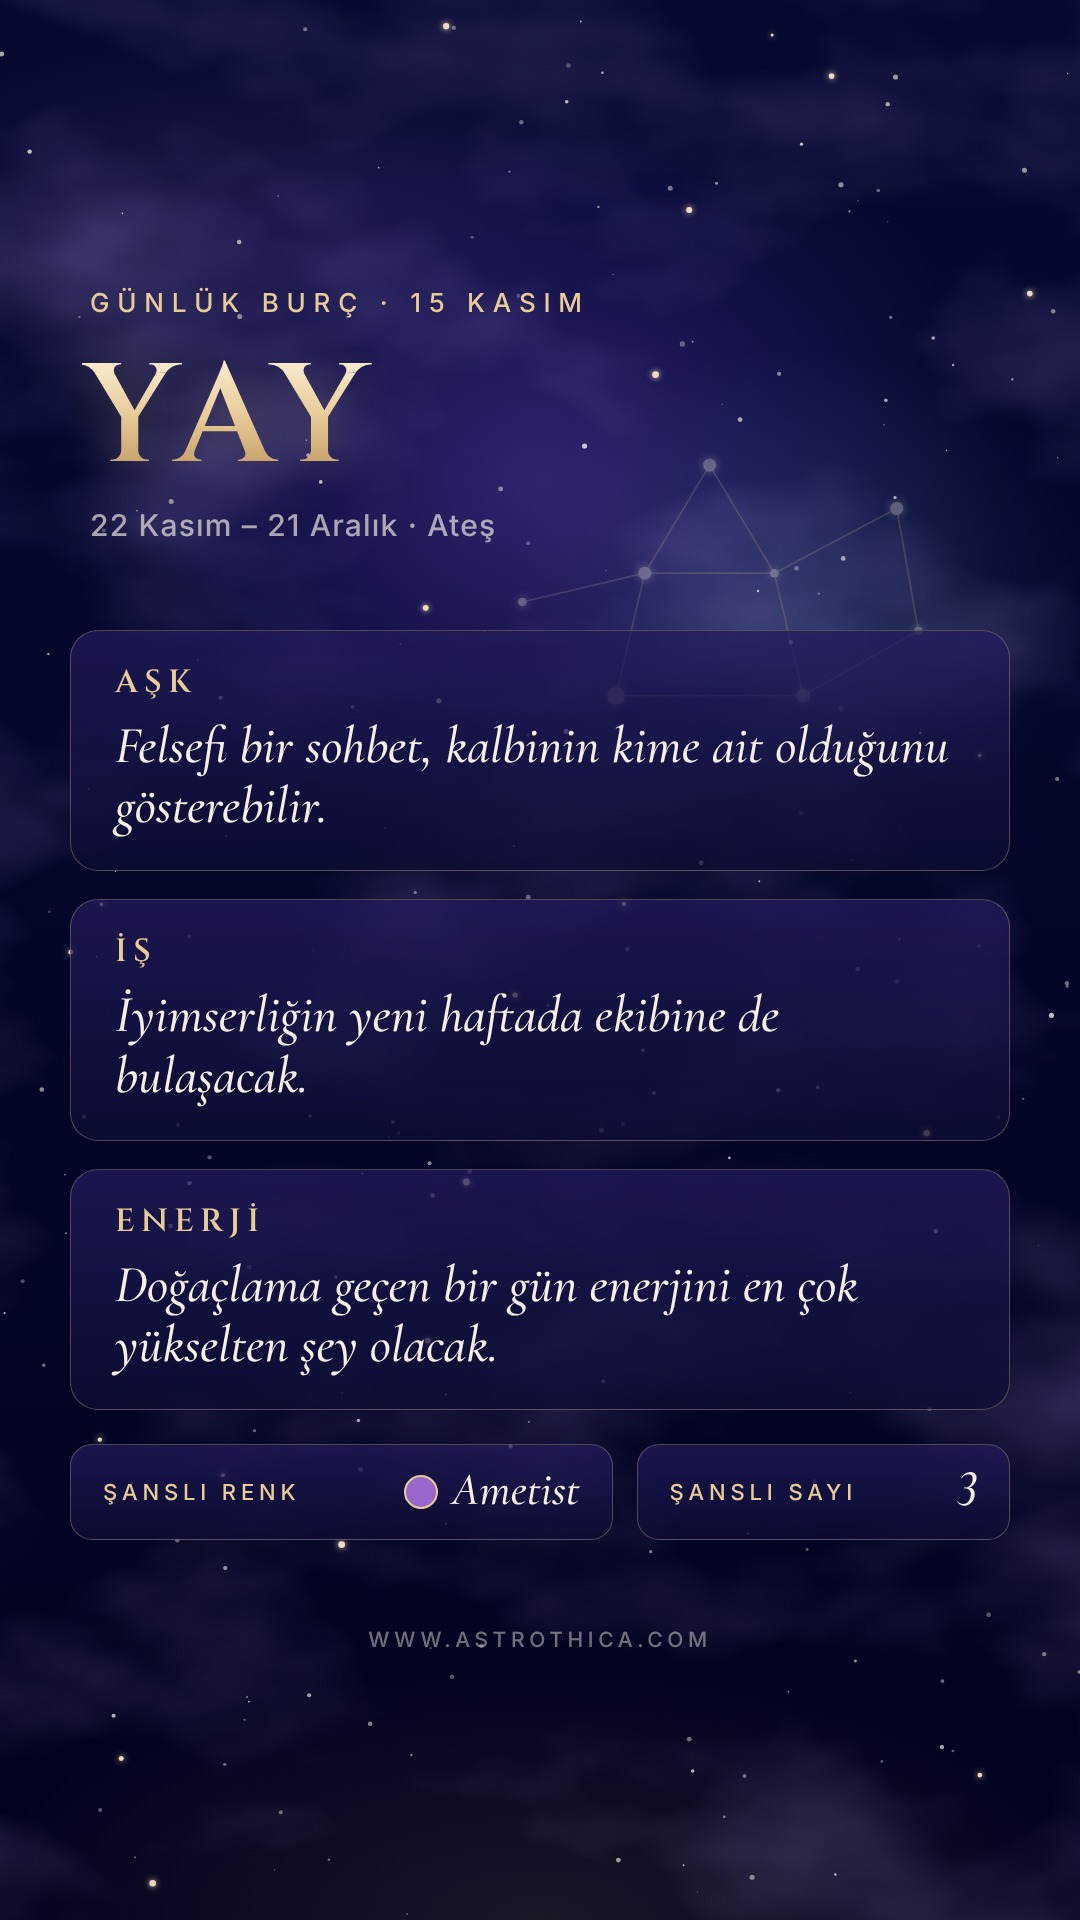 GÜNLÜK BURÇ · 15 KASIM
YAY
22 Kasım – 21 Aralık · Ateş
AŞK
Felsefi bir sohbet, kalbinin kime ait olduğunu
gösterebilir.
İŞ
İyimserliğin yeni haftada ekibine de
bulaşacak.
ENERJİ
Doğaçlama geçen bir gün enerjini en çok
yükselten şey olacak.
ŞANSLI RENK Ametist
ŞANSLI SAYI 3
WWW.ASTROTHICA.COM